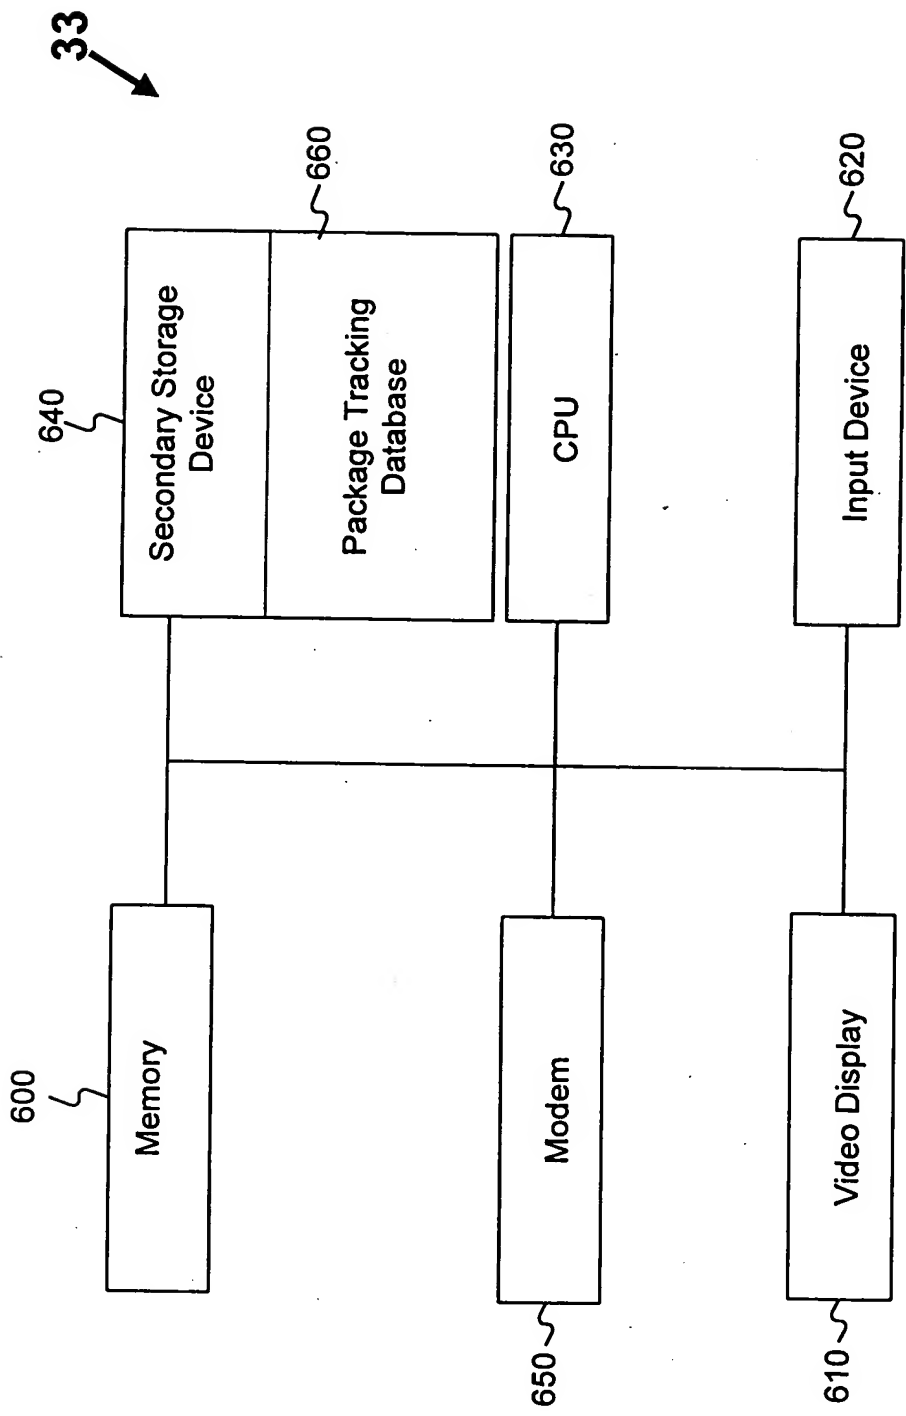 33
600
Memory
640
Secondary Storage
Device
660
Package Tracking
Database
650
Modem
630
CPU
610
Video Display
620
Input Device